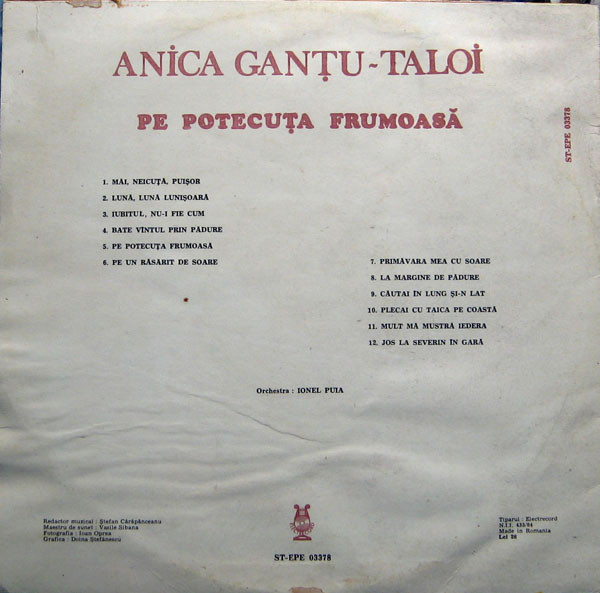 ANICA GANȚU-TALOI
PE POTECUȚA FRUMOASĂ
ST-EPE 03378
1. MĂI, NEICUȚĂ, PUIȘOR
2. LUNĂ, LUNĂ LUNIȘOARĂ
3. IUBITUL, NU-I FIE CUM
4. BATE VÎNTUL PRIN PĂDURE
5. PE POTECUȚA FRUMOASĂ
6. PE UN RĂSĂRIT DE SOARE
7. PRIMĂVARA MEA CU SOARE
8. LA MARGINE DE PĂDURE
9. CĂUTAI ÎN LUNG ȘI-N LAT
10. PLECAI CU TAICA PE COASTĂ
11. MULT MĂ MUSTRĂ IEDERA
12. JOS LA SEVERIN ÎN GARĂ
Orchestra : IONEL PUIA
Redactor muzical : Ștefan Cărăpănceanu
Maestru de sunet : Vasile Sibana
Fotografia : Ioan Oprea
Grafica : Doina Ștefănescu
Tiparul : Electrecord
N.I.I. 433/84
Made in Romania
Lei 26
ST-EPE 03378